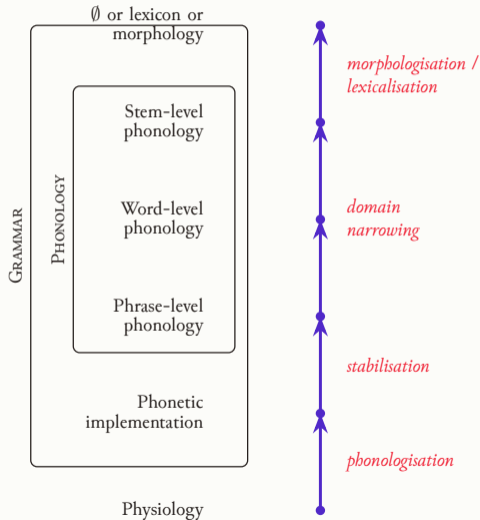 ∅ or lexicon or
morphology
morphologisation /
lexicalisation
Stem-level
phonology
Word-level
phonology
domain
narrowing
Phrase-level
phonology
stabilisation
Phonetic
implementation
phonologisation
Physiology
GRAMMAR
PHONOLOGY